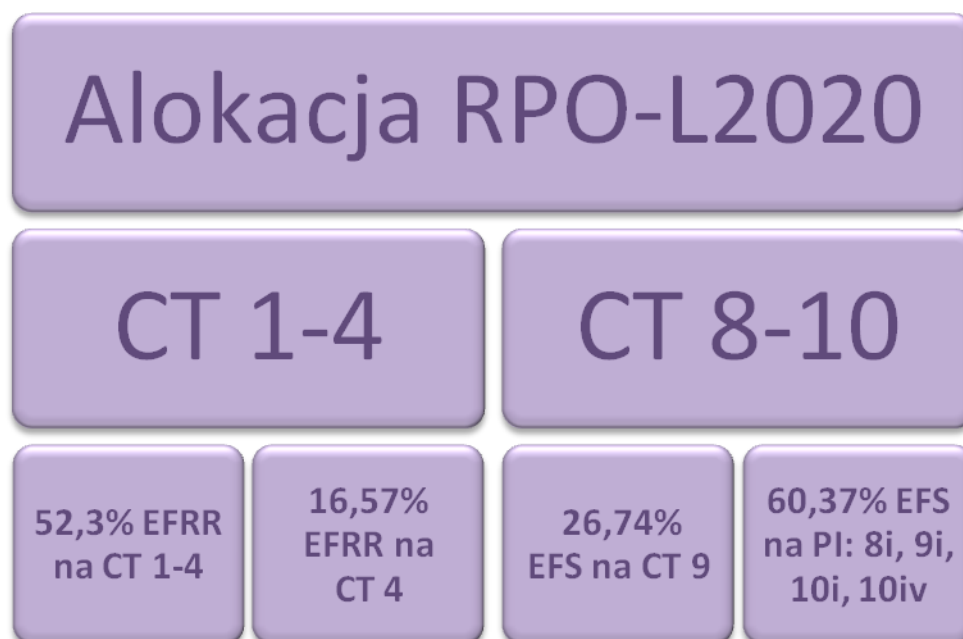 Alokacja RPO-L2020
CT 1-4
CT 8-10
52,3% EFRR
na CT 1-4
16,57%
EFRR na
CT 4
26,74%
EFS na CT 9
60,37% EFS
na PI: 8i, 9i,
10i, 10iv